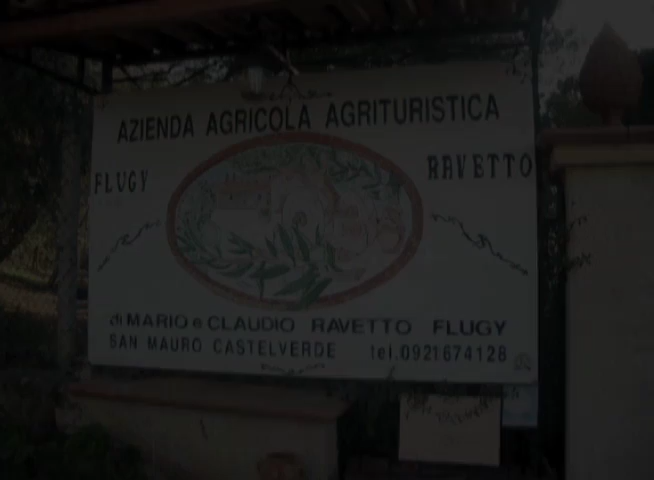 AZIENDA AGRICOLA AGRITURISTICA
FLUGY RAVETTO
di MARIO e CLAUDIO RAVETTO FLUGY
SAN MAURO CASTELVERDE tel.0921674128